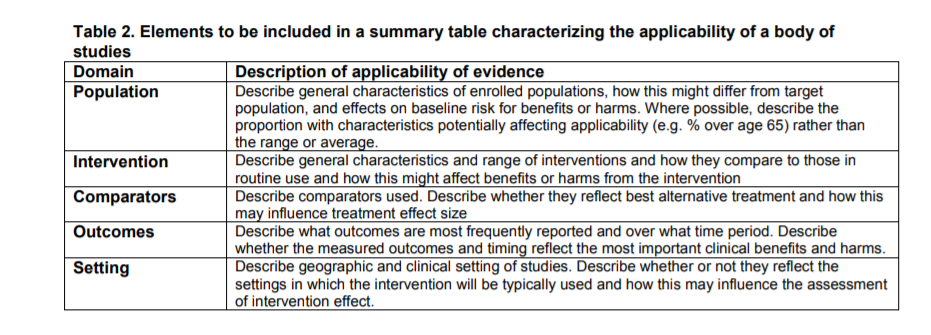 Table 2. Elements to be included in a summary table characterizing the applicability of a body of
studies
Domain Description of applicability of evidence
Population Describe general characteristics of enrolled populations, how this might differ from target
population, and effects on baseline risk for benefits or harms. Where possible, describe the
proportion with characteristics potentially affecting applicability (e.g. % over age 65) rather than
the range or average.
Intervention Describe general characteristics and range of interventions and how they compare to those in
routine use and how this might affect benefits or harms from the intervention
Comparators Describe comparators used. Describe whether they reflect best alternative treatment and how this
may influence treatment effect size
Outcomes Describe what outcomes are most frequently reported and over what time period. Describe
whether the measured outcomes and timing reflect the most important clinical benefits and harms.
Setting Describe geographic and clinical setting of studies. Describe whether or not they reflect the
settings in which the intervention will be typically used and how this may influence the assessment
of intervention effect.